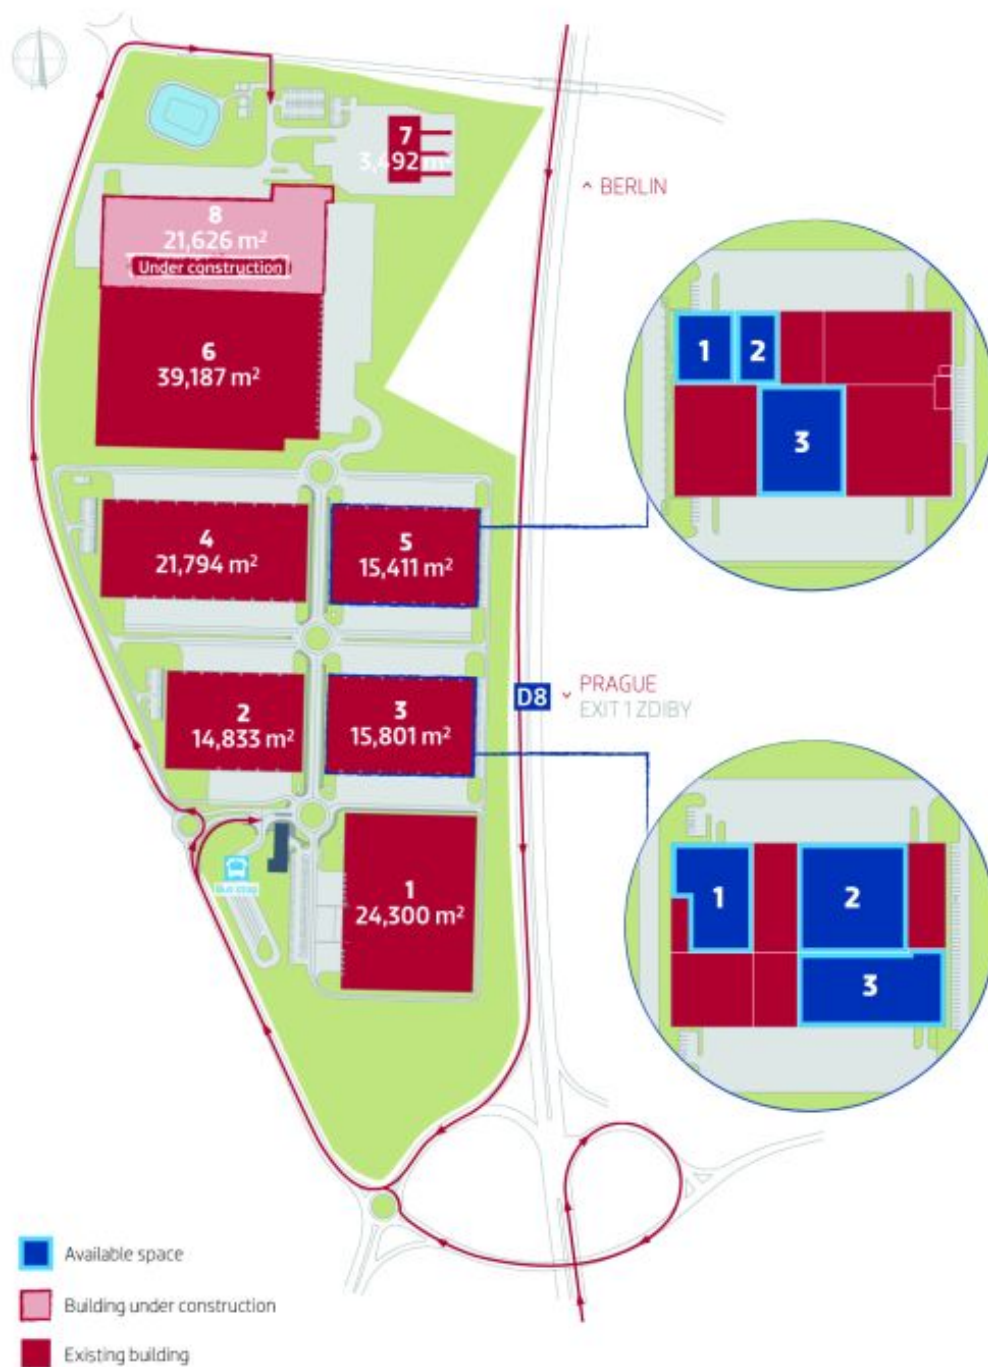 7
3,492 m²
^ BERLIN
8
21,626 m²
Under construction
6
39,187 m²
1
2
3
4
21,794 m²
5
15,411 m²
2
14,833 m²
3
15,801 m²
D8
PRAGUE
EXIT 1 ZDIBY
Bus stop
1
24,300 m²
1
2
3
Available space
Building under construction
Existing building